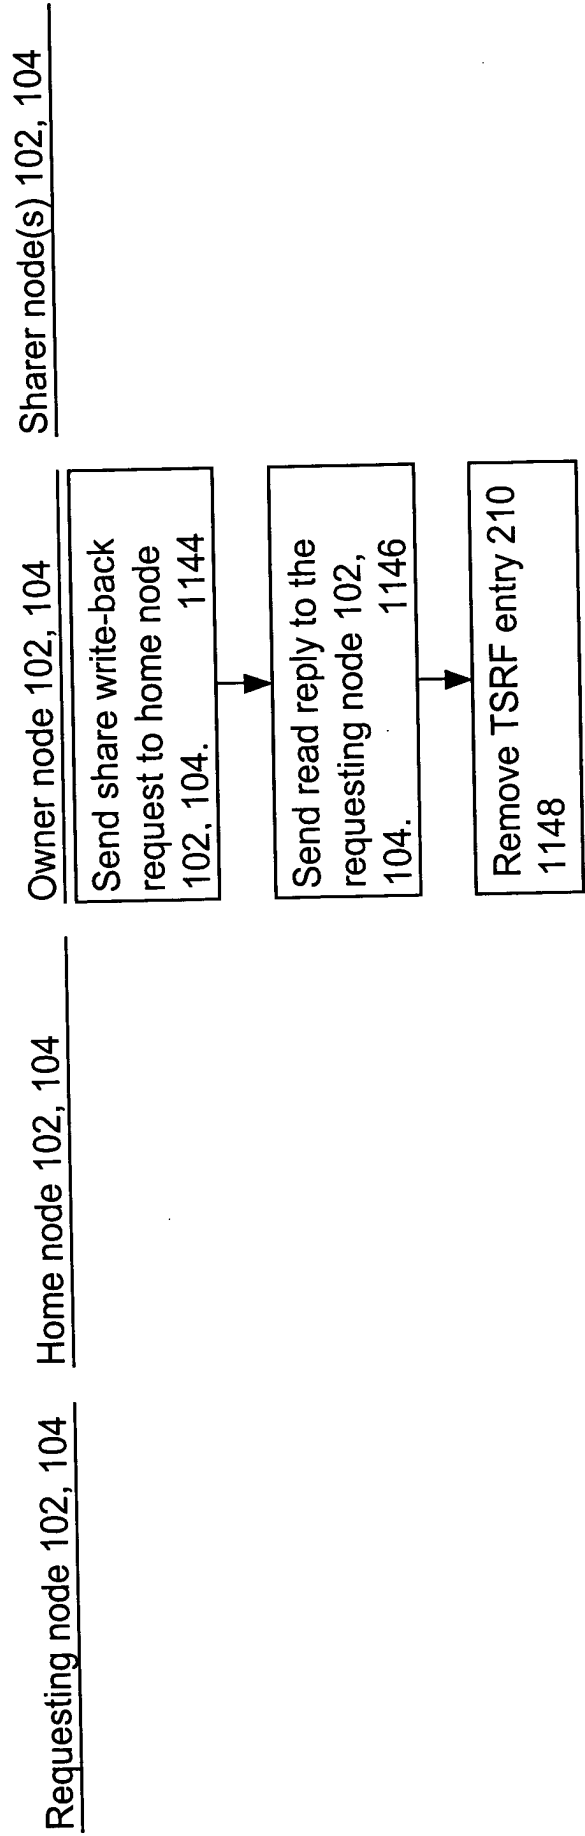 Requesting node 102, 104
Home node 102, 104
Owner node 102, 104
Sharer node(s) 102, 104
Send share write-back
request to home node
102, 104. 1144
Send read reply to the
requesting node 102,
104. 1146
Remove TSRF entry 210
1148